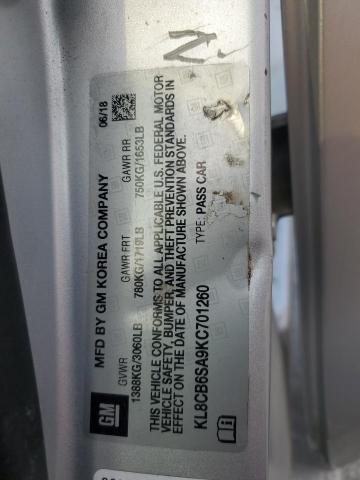 MFD BY GM KOREA COMPANY 06/18
GVWR GAWR FRT GAWR RR
1388KG/3060LB 780KG/1719LB 750KG/1653LB
THIS VEHICLE CONFORMS TO ALL APPLICABLE U.S. FEDERAL MOTOR
VEHICLE SAFETY, BUMPER, AND THEFT PREVENTION STANDARDS IN
EFFECT ON THE DATE OF MANUFACTURE SHOWN ABOVE.
TYPE: PASS CAR
KL8CB6SA9KC701260
GM
N